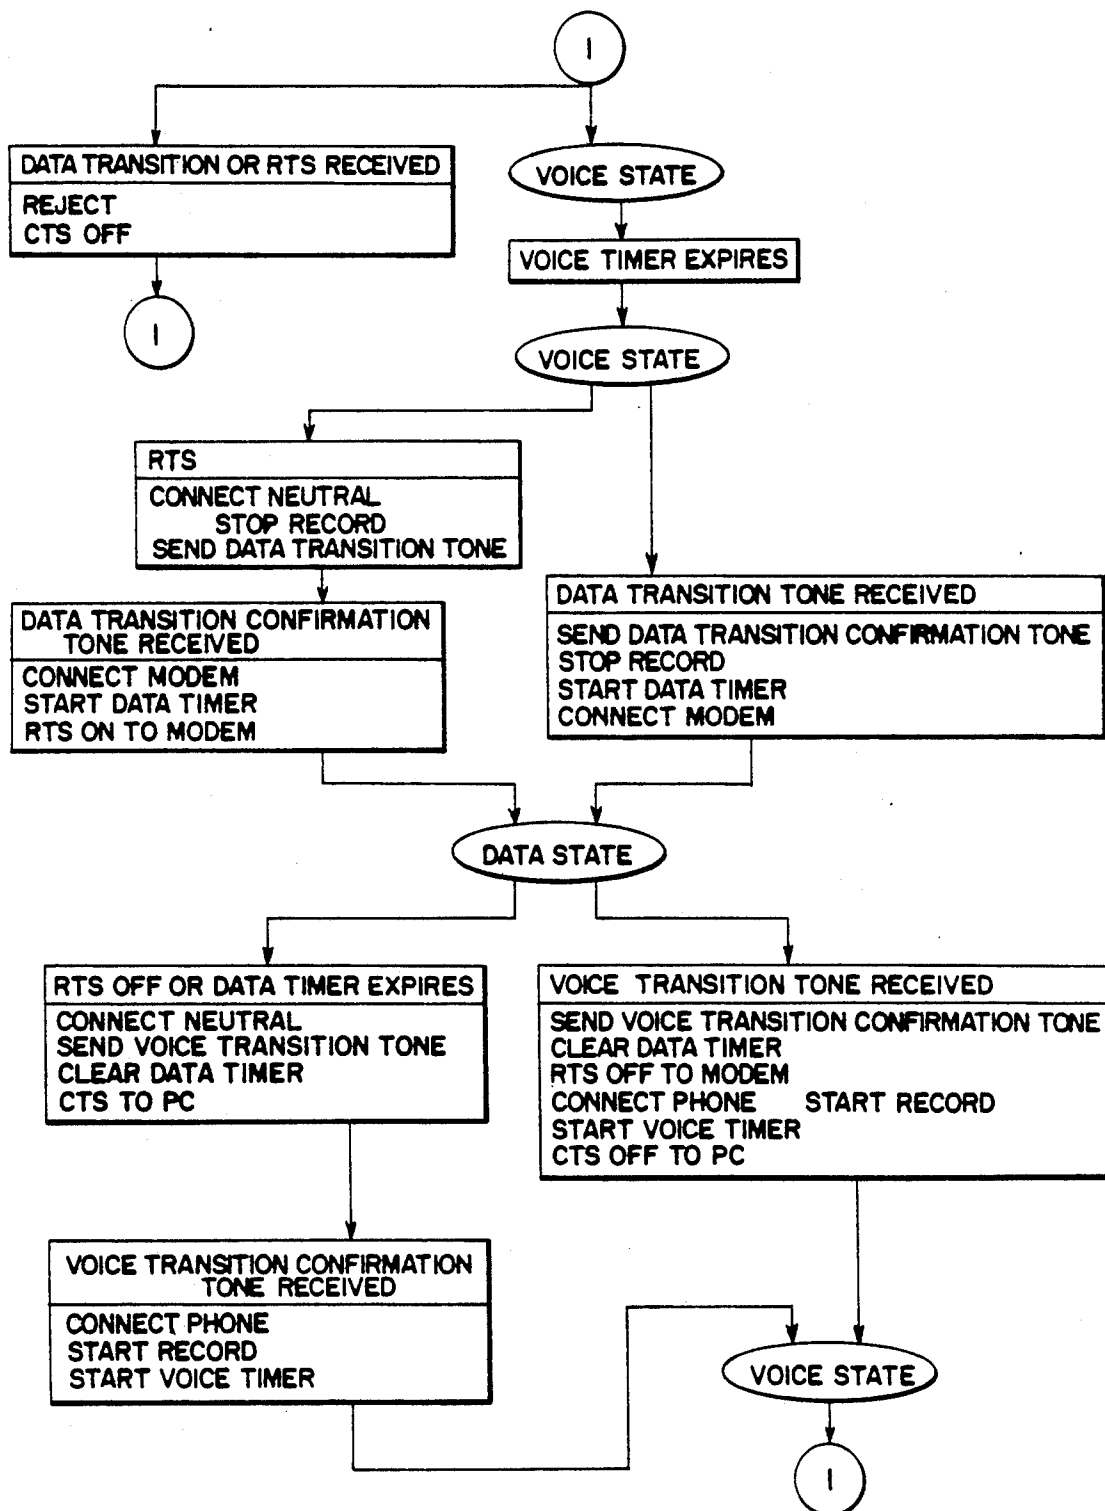 I
DATA TRANSITION OR RTS RECEIVED
REJECT
CTS OFF
I
VOICE STATE
VOICE TIMER EXPIRES
VOICE STATE
RTS
CONNECT NEUTRAL
STOP RECORD
SEND DATA TRANSITION TONE
DATA TRANSITION CONFIRMATION
TONE RECEIVED
CONNECT MODEM
START DATA TIMER
RTS ON TO MODEM
DATA TRANSITION TONE RECEIVED
SEND DATA TRANSITION CONFIRMATION TONE
STOP RECORD
START DATA TIMER
CONNECT MODEM
DATA STATE
RTS OFF OR DATA TIMER EXPIRES
CONNECT NEUTRAL
SEND VOICE TRANSITION TONE
CLEAR DATA TIMER
CTS TO PC
VOICE TRANSITION TONE RECEIVED
SEND VOICE TRANSITION CONFIRMATION TONE
CLEAR DATA TIMER
RTS OFF TO MODEM
CONNECT PHONE START RECORD
START VOICE TIMER
CTS OFF TO PC
VOICE TRANSITION CONFIRMATION
TONE RECEIVED
CONNECT PHONE
START RECORD
START VOICE TIMER
VOICE STATE
I